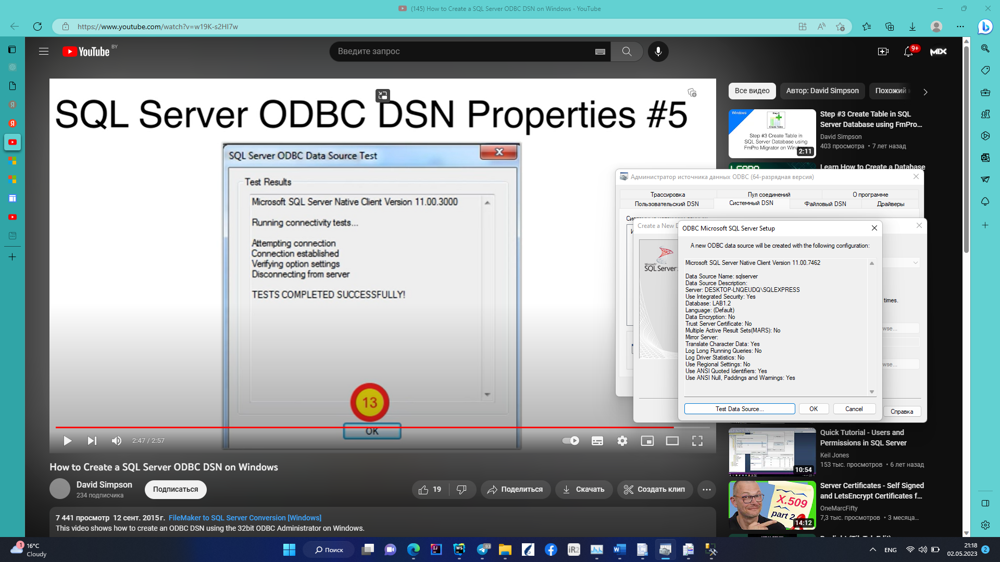 (145) How to Create a SQL Server ODBC DSN on Windows - YouTube
https://www.youtube.com/watch?v=w19K-s2HI7w
YouTube BY
Введите запрос
9+
MIX
SQL Server ODBC DSN Properties #5
SQL Server ODBC Data Source Test
Test Results
Microsoft SQL Server Native Client Version 11.00.3000
Running connectivity tests...
Attempting connection
Connection established
Verifying option settings
Disconnecting from server
TESTS COMPLETED SUCCESSFULLY!
13
OK
2:47 / 2:57
Все видео
Автор: David Simpson
Похожий
Windows
Step 3
Create Table
Step #3 Create Table in
SQL Server Database using
FmPro Migrator on Windows
2:11
Step #3 Create Table in SQL
Server Database using FmPro...
David Simpson
403 просмотра • 7 лет назад
Learn How to Create a Database
Администратор источника данных ODBC (64-разрядная версия)
Трассировка
Пул соединений
О программе
Пользовательский DSN
Системный DSN
Файловый DSN
Драйверы
Create a New D
Microsoft
SQL Server
ODBC Microsoft SQL Server Setup
A new ODBC data source will be created with the following configuration:
Microsoft SQL Server Native Client Version 11.00.7462
Data Source Name: sqlserver
Data Source Description:
Server: DESKTOP-LNQEUDQ\SQLEXPRESS
Use Integrated Security: Yes
Database: LAB1.2
Language: (Default)
Data Encryption: No
Trust Server Certificate: No
Multiple Active Result Sets(MARS): No
Mirror Server:
Translate Character Data: Yes
Log Long Running Queries: No
Log Driver Statistics: No
Use Regional Settings: No
Use ANSI Quoted Identifiers: Yes
Use ANSI Null, Paddings and Warnings: Yes
times.
wse...
wse...
Test Data Source...
OK
Cancel
Справка
How to Create a SQL Server ODBC DSN on Windows
David Simpson
234 подписчика
Подписаться
19
Поделиться
Скачать
Создать клип
7 441 просмотр 12 сент. 2015 г. FileMaker to SQL Server Conversion [Windows]
This video shows how to create an ODBC DSN using the 32bit ODBC Administrator on Windows.
10:54
Quick Tutorial - Users and
Permissions in SQL Server
Keil Jones
153 тыс. просмотров • 6 лет назад
X.509
part 2
14:12
Server Certificates - Self Signed
and LetsEncrypt Certificates f...
OneMarcFifty
7,3 тыс. просмотров • 3 месяца...
1
16°C
Cloudy
Поиск
93
iR2
ENG
21:18
02.05.2023
2